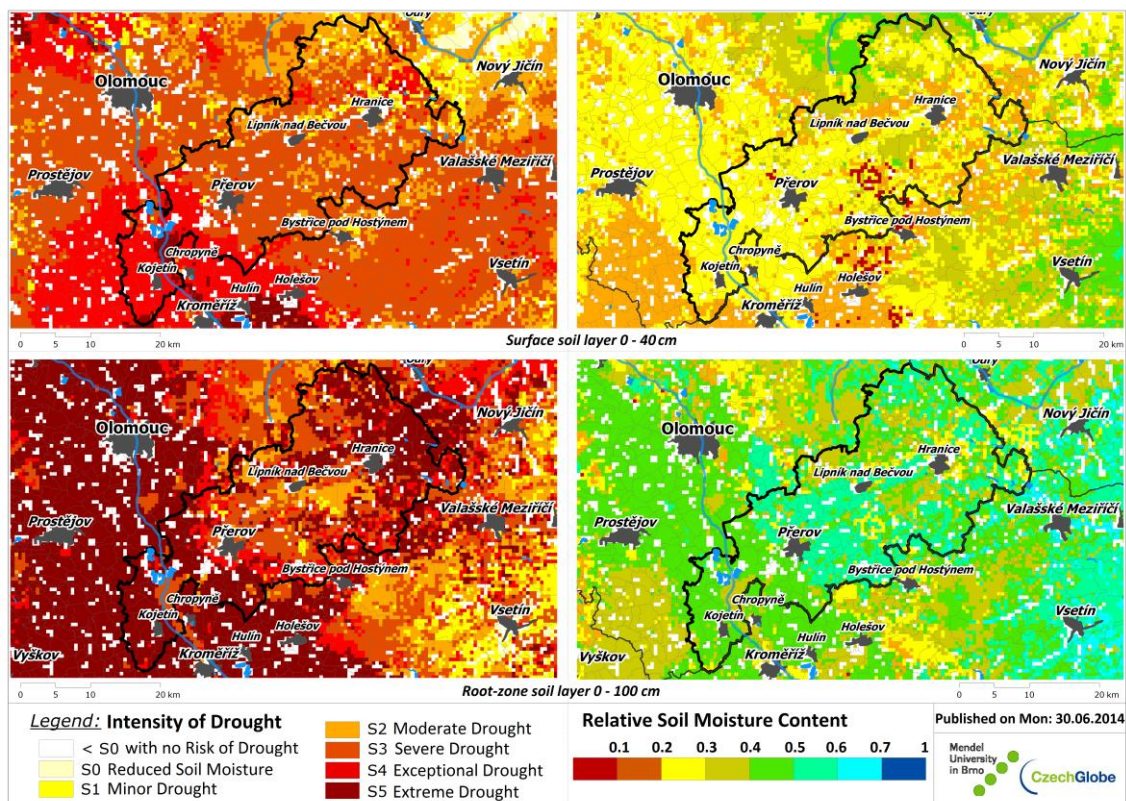 Odry
Odry
Olomouc
Nový Jičín
Hranice
Lipník nad Bečvou
Prostějov
Přerov
Valašské Meziříčí
Bystřice pod Hostýnem
Chropyně
Kojetín
Vsetín
Holešov
Hulín
Kroměříž
Olomouc
Nový Jičín
Hranice
Lipník nad Bečvou
Prostějov
Přerov
Valašské Meziříčí
Bystřice pod Hostýnem
Chropyně
Kojetín
Vsetín
Holešov
Hulín
Kroměříž
0 5 10 20 km
Surface soil layer 0 - 40 cm
0 5 10 20 km
Odry
Odry
Olomouc
Nový Jičín
Hranice
Lipník nad Bečvou
Prostějov
Přerov
Valašské Meziříčí
Bystřice pod Hostýnem
Chropyně
Kojetín
Vsetín
Hulín
Holešov
Vyškov
Kroměříž
Olomouc
Nový Jičín
Hranice
Lipník nad Bečvou
Prostějov
Přerov
Valašské Meziříčí
Bystřice pod Hostýnem
Chropyně
Kojetín
Vsetín
Hulín
Holešov
Vyškov
Kroměříž
0 5 10 20 km
Root-zone soil layer 0 - 100 cm
0 5 10 20 km
Legend: Intensity of Drought
< S0 with no Risk of Drought
S0 Reduced Soil Moisture
S1 Minor Drought
S2 Moderate Drought
S3 Severe Drought
S4 Exceptional Drought
S5 Extreme Drought
Relative Soil Moisture Content
0.1 0.2 0.3 0.4 0.5 0.6 0.7 1
Published on Mon: 30.06.2014
Mendel
University
in Brno
CzechGlobe